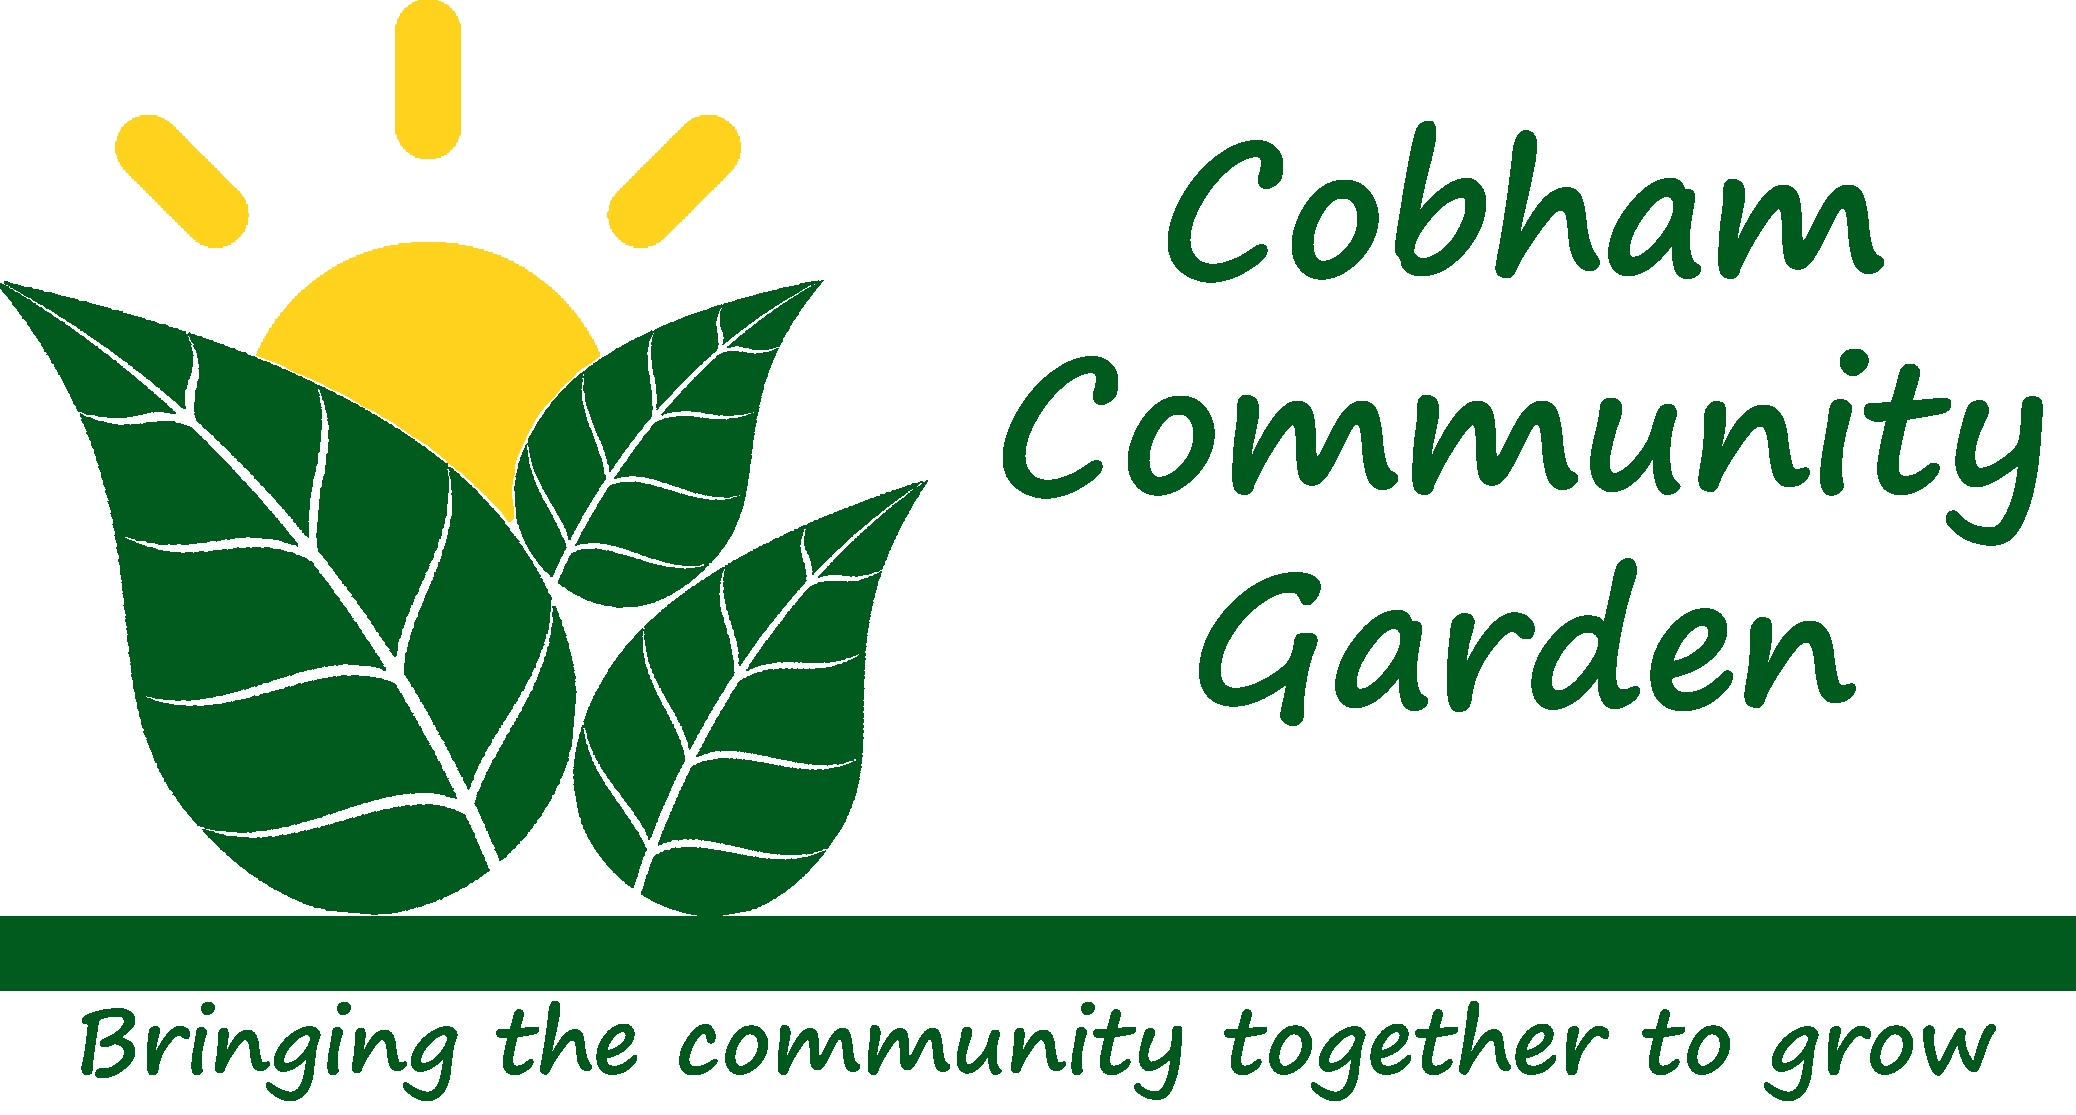 Cobham
Community
Garden
Bringing the community together to grow